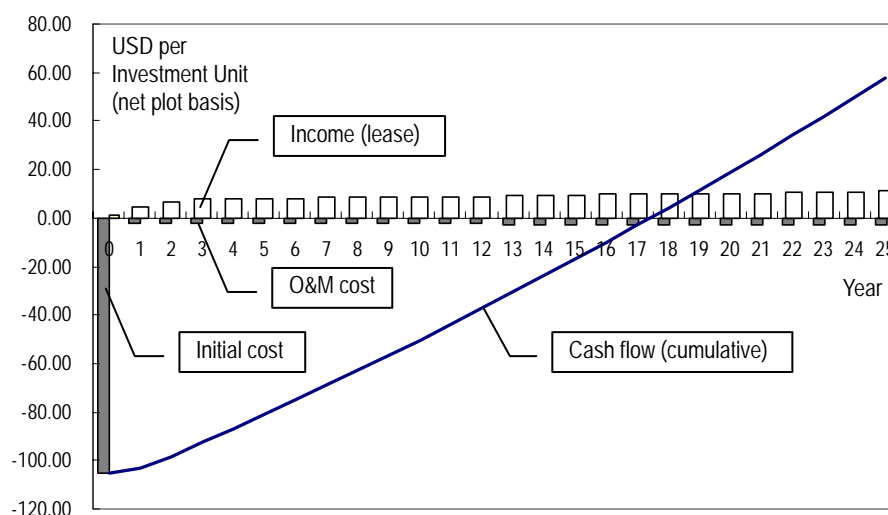 80.00
60.00
40.00
20.00
0.00
-20.00
-40.00
-60.00
-80.00
-100.00
-120.00
USD per
Investment Unit
(net plot basis)
Income (lease)
0 1 2 3 4 5 6 7 8 9 10 11 12 13 14 15 16 17 18 19 20 21 22 23 24 25
O&M cost
Year
Initial cost
Cash flow (cumulative)